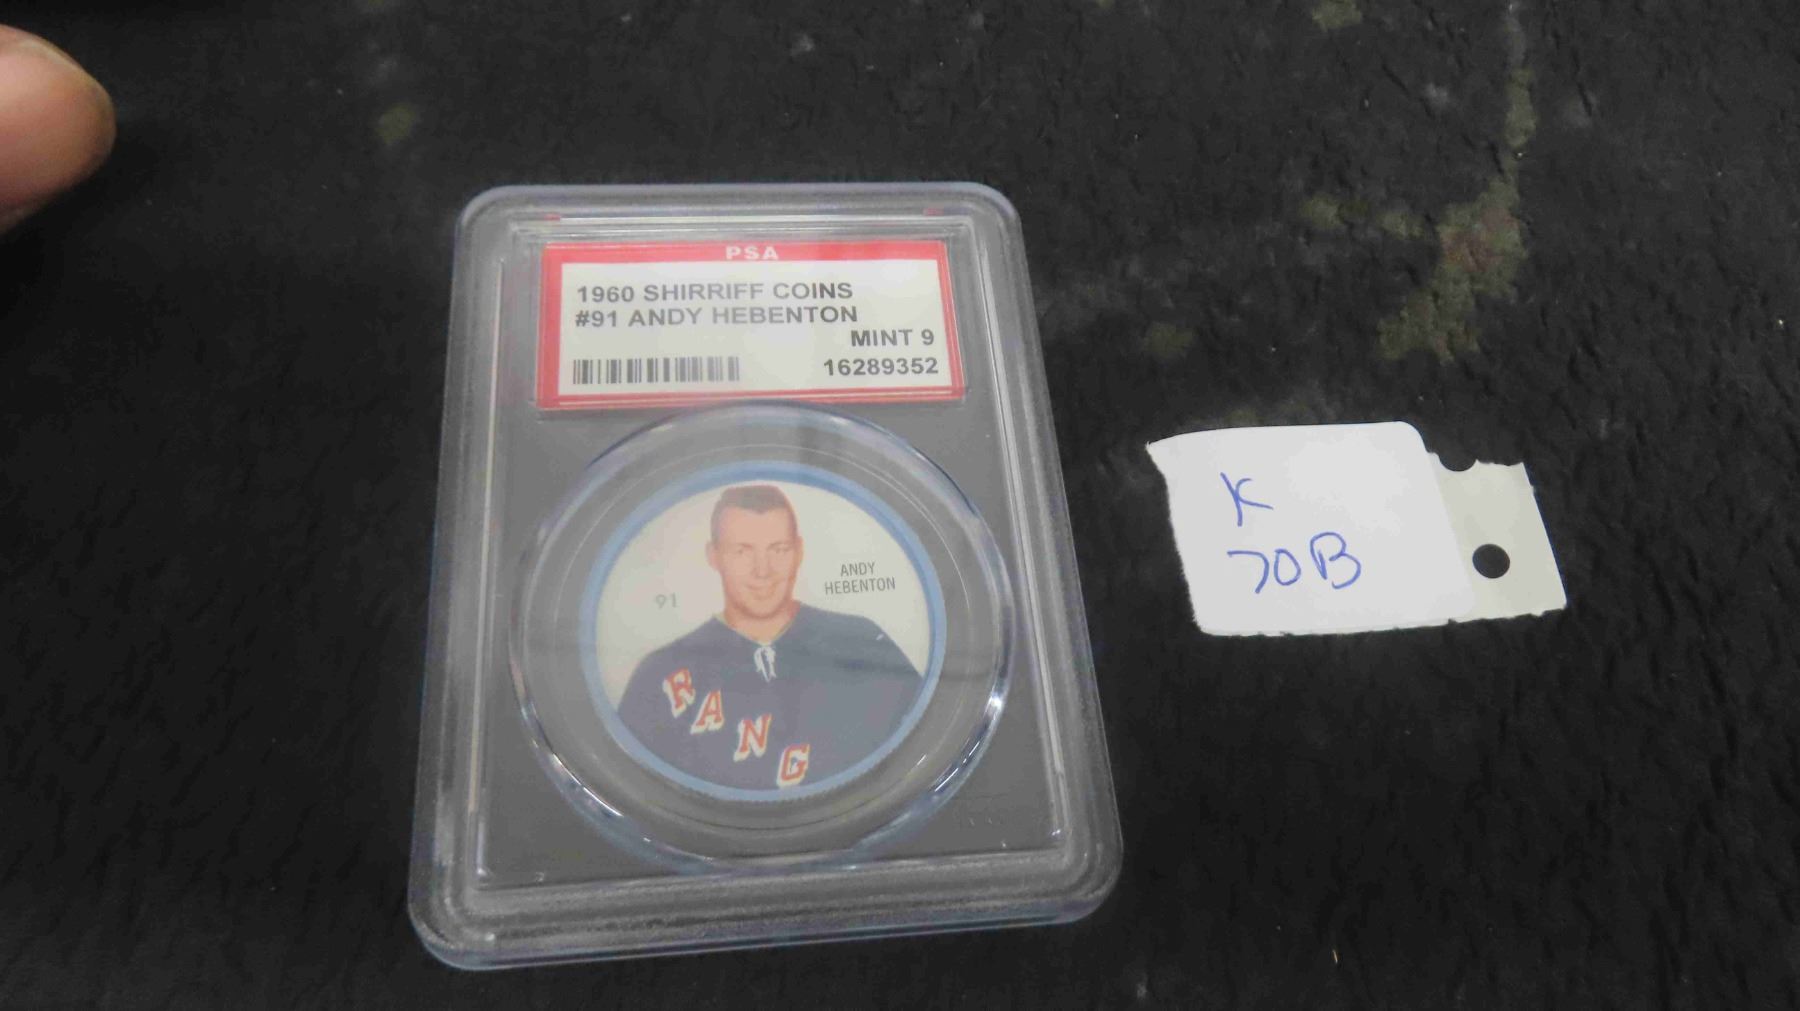 PSA
1960 SHIRRIFF COINS
#91 ANDY HEBENTON
MINT 9
16289352
ANDY
HEBENTON
91
RANG
K
70B